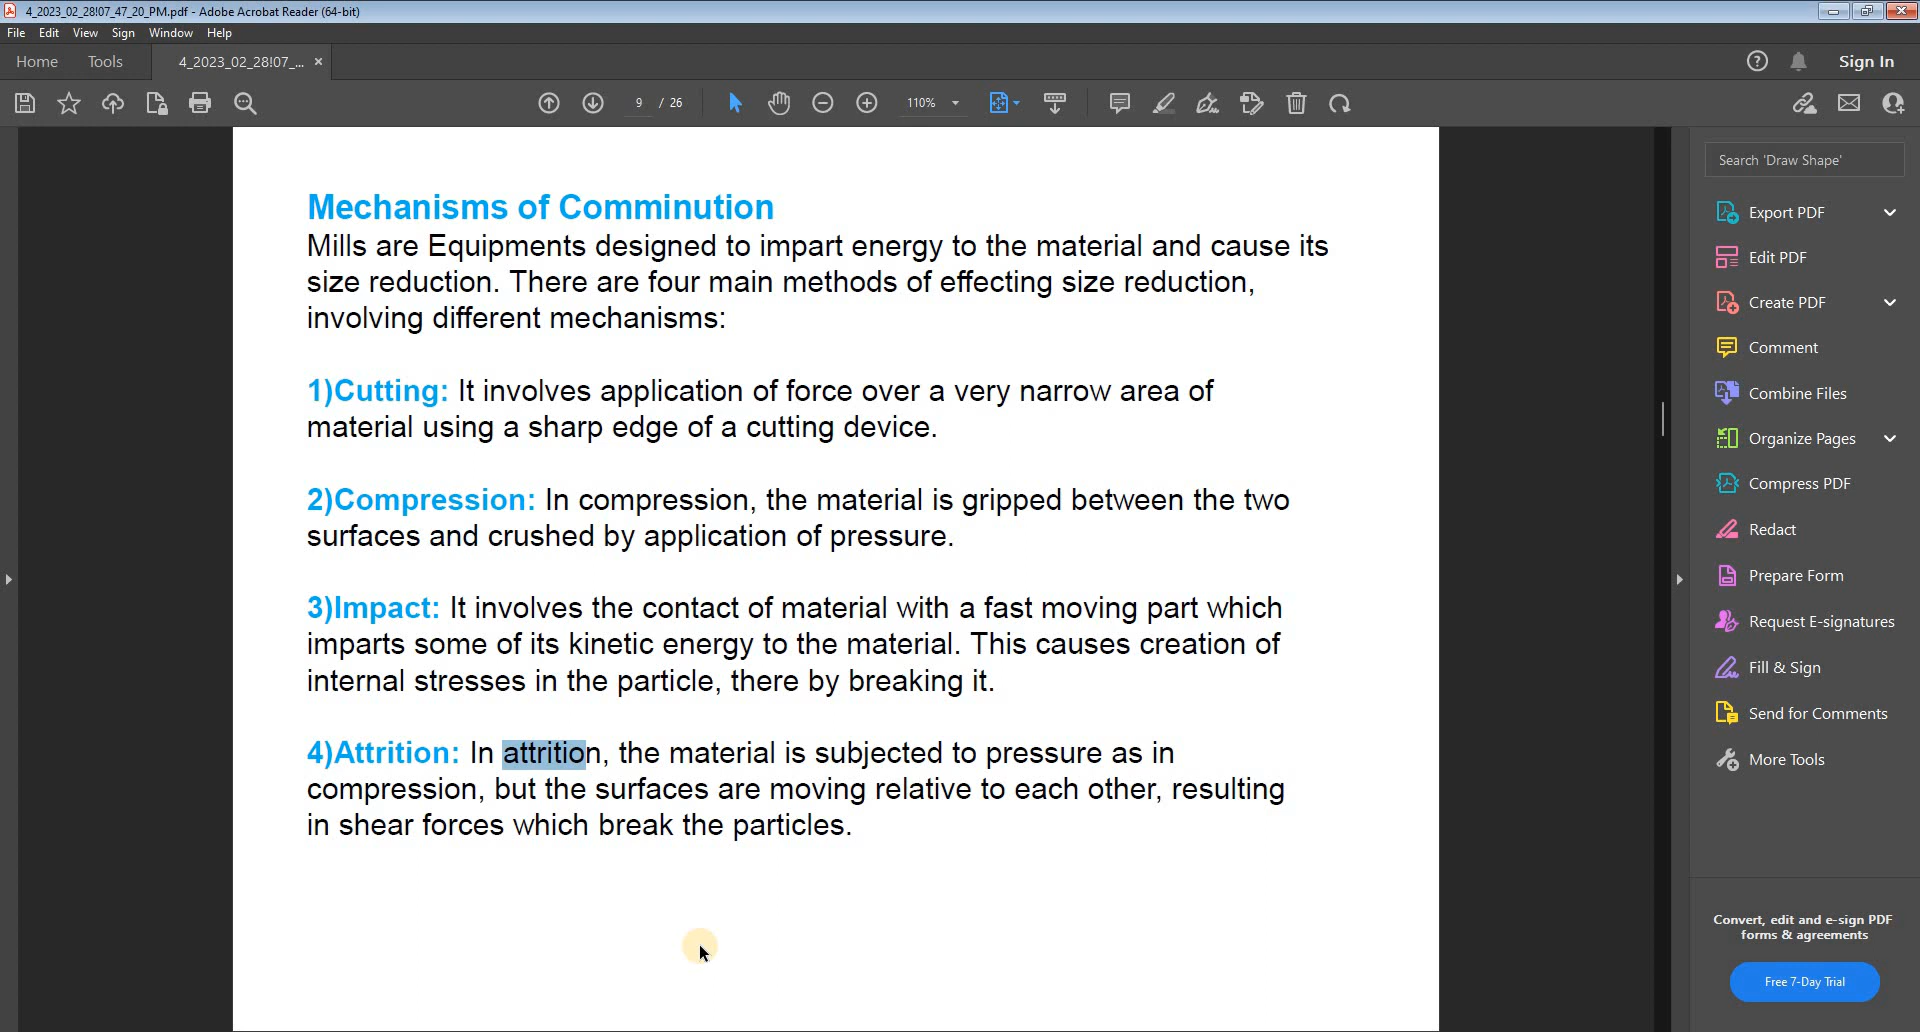 4_2023_02_28!07_47_20_PM.pdf - Adobe Acrobat Reader (64-bit)
File Edit View Sign Window Help
Home Tools 4_2023_02_28!07_... × Sign In
9 / 26 110%
Mechanisms of Comminution
Mills are Equipments designed to impart energy to the material and cause its
size reduction. There are four main methods of effecting size reduction,
involving different mechanisms:
1)Cutting: It involves application of force over a very narrow area of
material using a sharp edge of a cutting device.
2)Compression: In compression, the material is gripped between the two
surfaces and crushed by application of pressure.
3)Impact: It involves the contact of material with a fast moving part which
imparts some of its kinetic energy to the material. This causes creation of
internal stresses in the particle, there by breaking it.
4)Attrition: In attrition, the material is subjected to pressure as in
compression, but the surfaces are moving relative to each other, resulting
in shear forces which break the particles.
Search 'Draw Shape'
Export PDF
Edit PDF
Create PDF
Comment
Combine Files
Organize Pages
Compress PDF
Redact
Prepare Form
Request E-signatures
Fill & Sign
Send for Comments
More Tools
Convert, edit and e-sign PDF
forms & agreements
Free 7-Day Trial